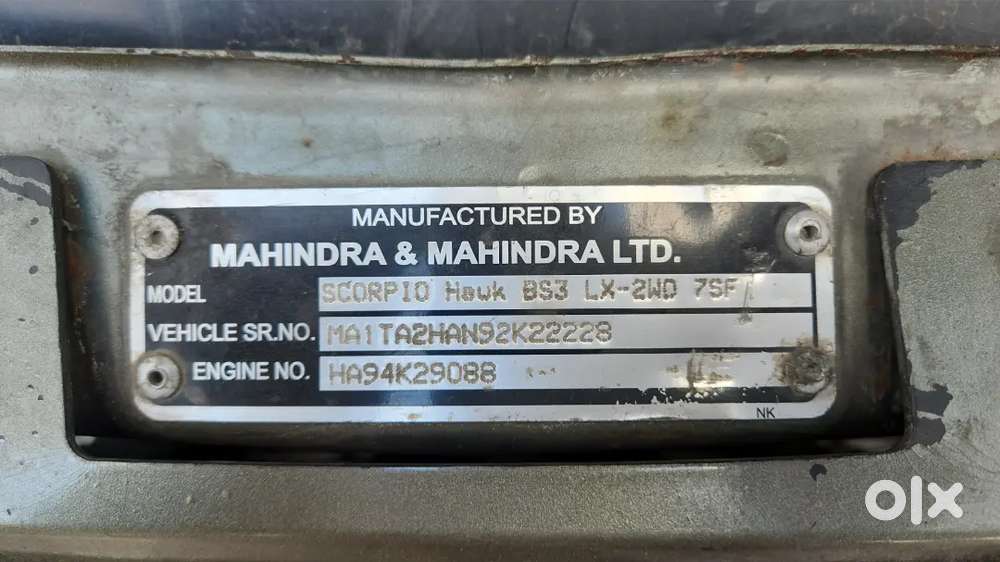 MANUFACTURED BY
MAHINDRA & MAHINDRA LTD.
MODEL SCORPIO Hawk BS3 LX-2WD 7SF
VEHICLE SR.NO. MA1TA2HAN92K22228
ENGINE NO. HA94K29088
NK
olx